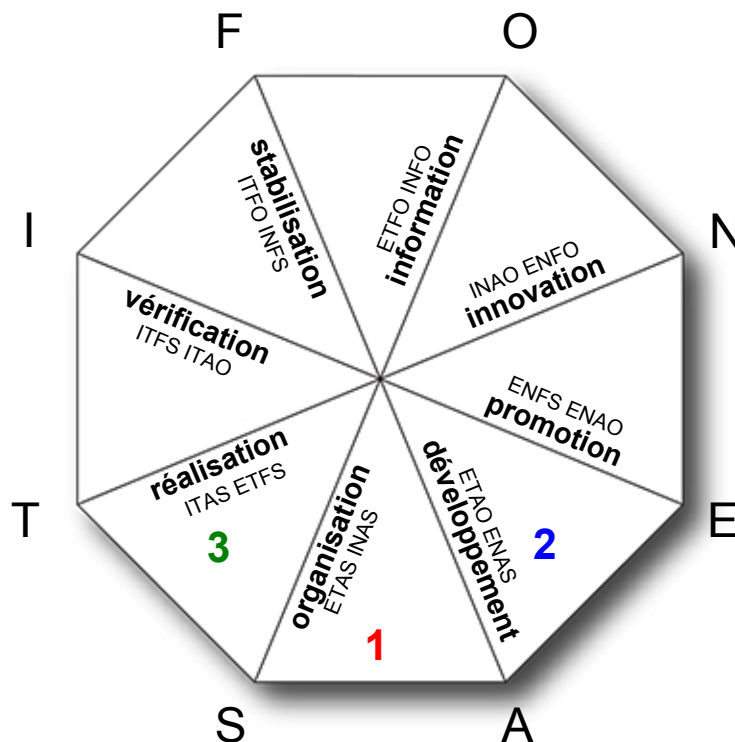 F
O
stabilisation
ITFO INFS
ETFO INFO
information
I
N
INAO ENFO
innovation
vérification
ITFS ITAO
ENFS ENAO
promotion
réalisation
ITAS ETFS
organisation
ETAS INAS
ETAO ENAS
développement
T
E
3
2
1
S
A